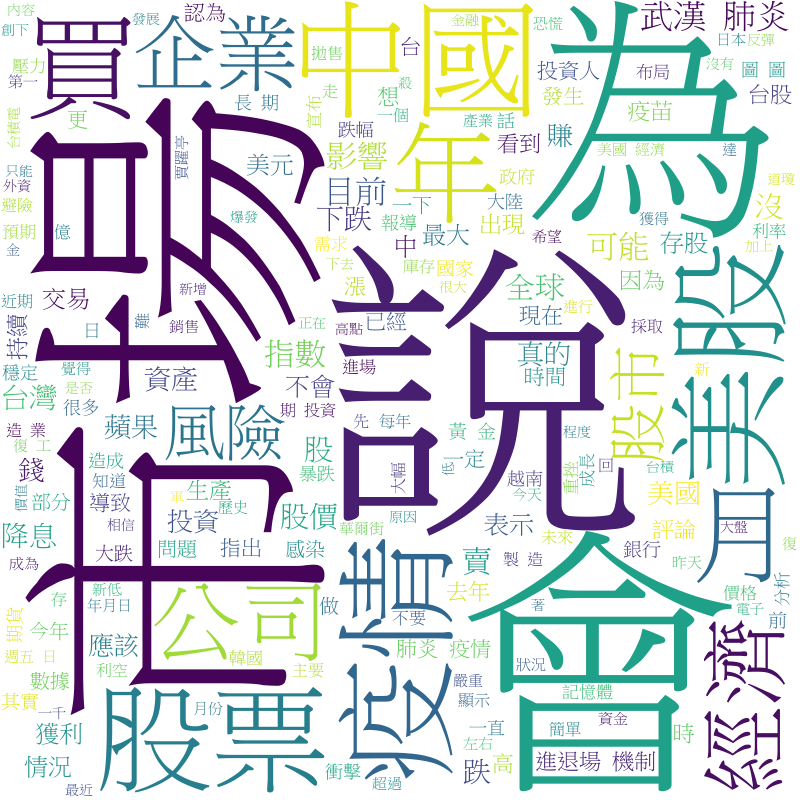 內容
發展
認為
金融
恐慌
日本
反彈
創下
買
企業
中國
為
武漢 肺炎
拋售
台
壓力
第一
長 期
走
殺
想
一個
投資人
布局
沒有
圖 圖
發生
台股
更
宣布
跌幅
產業
話
疫苗
台積電
賈躍亭
影響
年
看到
賺
美國 經濟
達
美元
政府
道瓊
只能
外資
市場
目前
一下
大陸
獲得
利率
避險
爆發
下跌
報導
最大
出現
沒
加上
預期
億
需求
中
希望
可能
存股
金
下去
庫存
國家
因為
美股
近期
交易
新增
漲
很大
全球
說
持續
日
難
銷售
正在
已經
現在
進行
採取
指數
高點
真的
股市
穩定
覺得
資產
不會
進場
時間
新
台灣
很多
是否
蘋果
風險
期 投資
先
每年
黃 金
程度
造 業
復 工
錢
造成
股
暴跌
大幅
低
一定
越南
重挫
成長
回
台積
知道
今天
美國
月
價值
部分
導致
生產
軍
歷史
股價
華爾街
原因
表示
未來
評論
大盤
降息
相信
投資
會
成為
大跌
問題
指出
感染
疫情
賣
製 造
銀行
昨天
復
存
新低
年月日
公司
做
不要
去年
著
價格
電子
前
分析
期貨
今年
應該
利空
韓國
肺炎 疫情
狀況
經濟
週五 日
其實
數據
主要
嚴重
顯示
記憶體
一千
股票
月份
獲利
一直
簡單
資金
時
情況
衝擊
左右
跌
高
進退場 機制
最近
超過